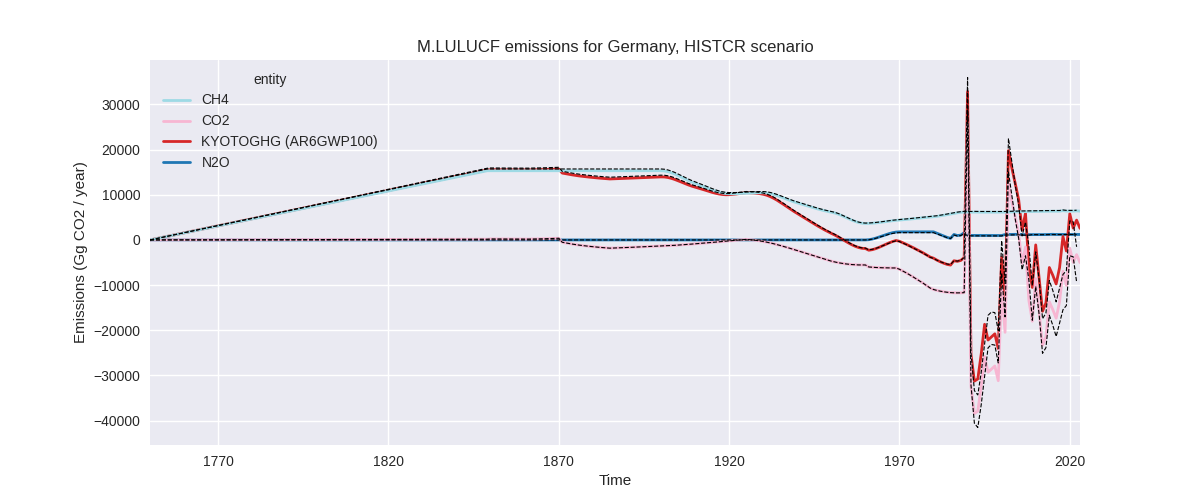 M.LULUCF emissions for Germany, HISTCR scenario
entity
CH4
CO2
KYOTOGHG (AR6GWP100)
N2O
Emissions (Gg CO2 / year)
30000
20000
10000
0
−10000
−20000
−30000
−40000
1770 1820 1870 1920 1970 2020
Time